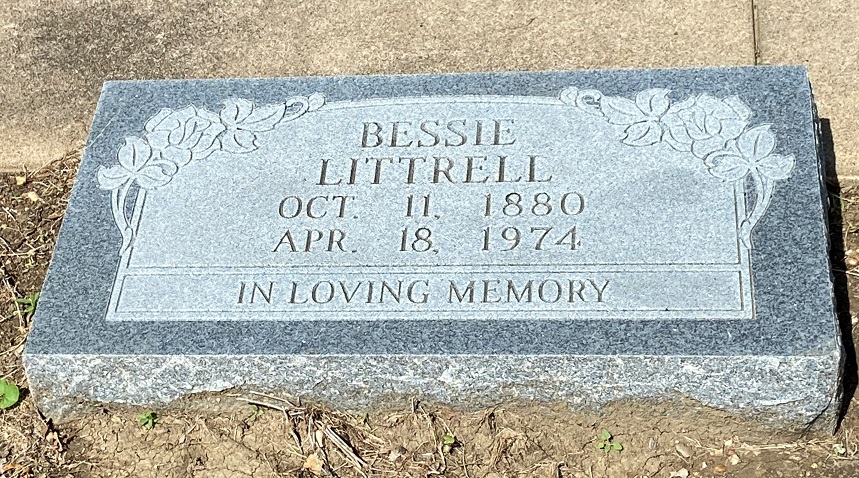 BESSIE
LITTRELL
OCT. 11, 1880
APR. 18, 1974
IN LOVING MEMORY